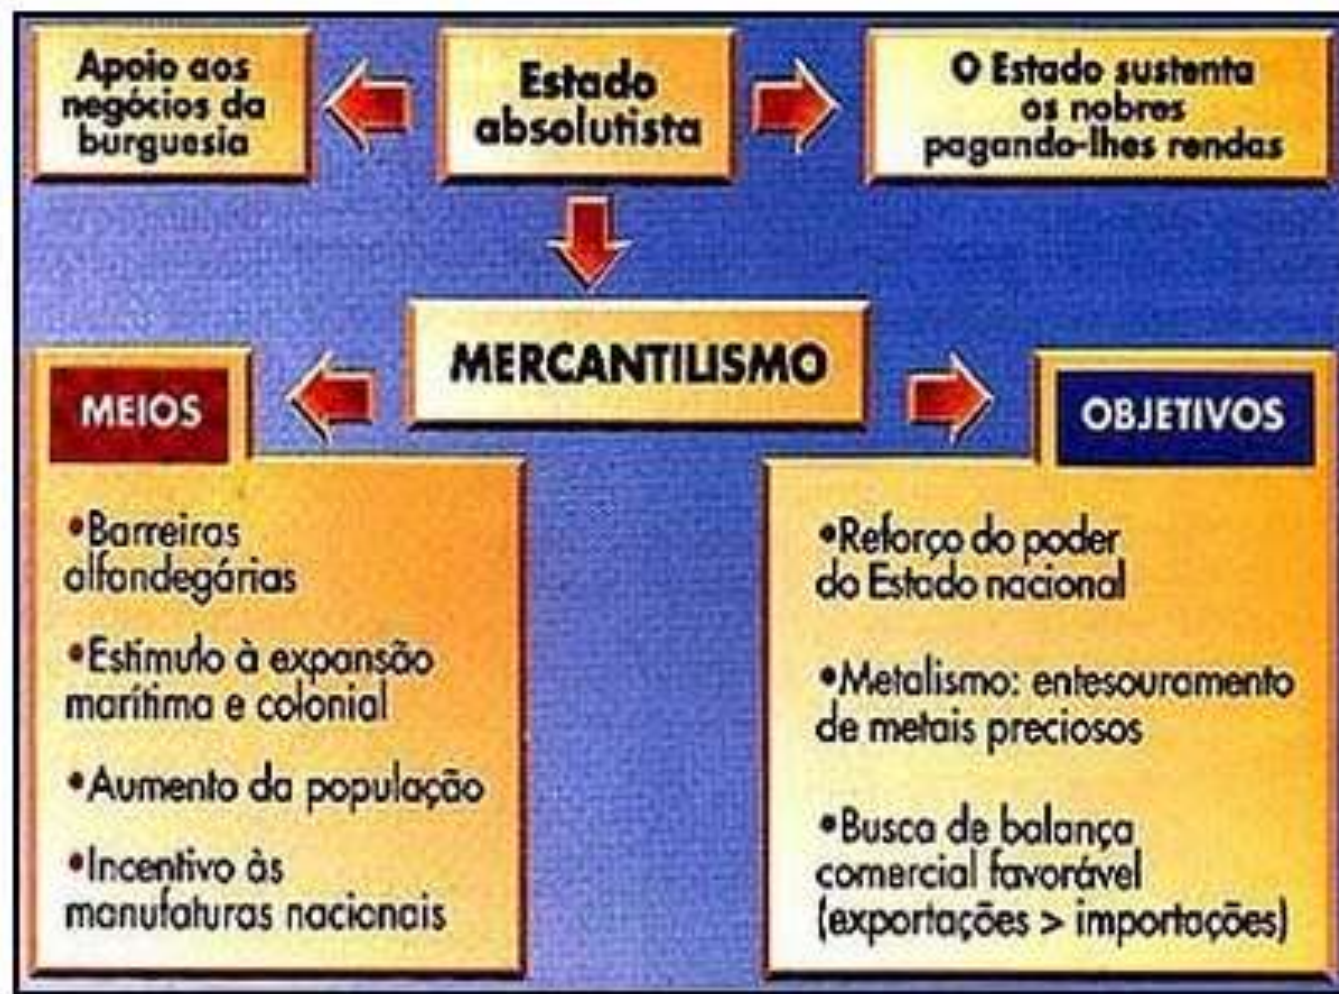 Apoio aos
negócios da
burguesia
Estado
absolutista
O Estado sustenta
os nobres
pagando-lhes rendas
MERCANTILISMO
MEIOS
•Barreiras
alfandegárias
•Estímulo à expansão
marítima e colonial
•Aumento da população
•Incentivo às
manufaturas nacionais
OBJETIVOS
•Reforço do poder
do Estado nacional
•Metalismo: entesouramento
de metais preciosos
•Busca de balança
comercial favorável
(exportações > importações)